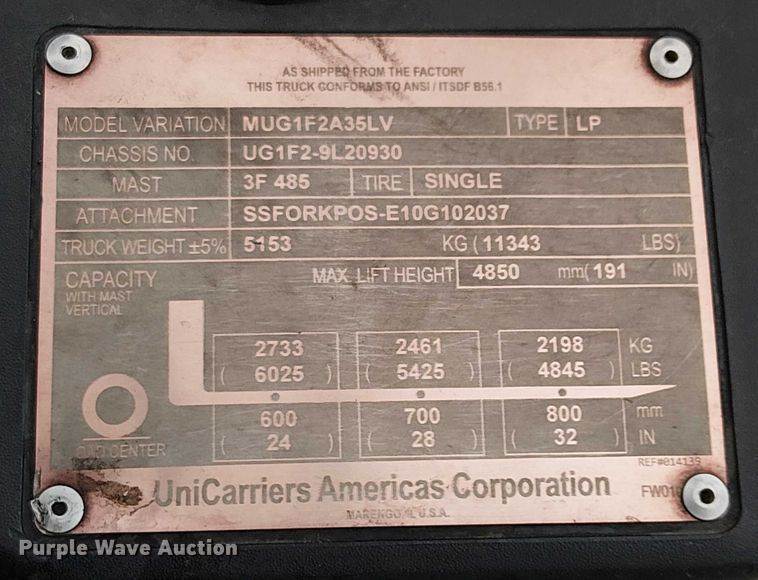 AS SHIPPED FROM THE FACTORY
THIS TRUCK CONFORMS TO ANSI / ITSDF B56.1
MODEL VARIATION MUG1F2A35LV TYPE LP
CHASSIS NO. UG1F2-9L20930
MAST 3F 485 TIRE SINGLE
ATTACHMENT SSFORKPOS-E10G102037
TRUCK WEIGHT ±5% 5153 KG ( 11343 LBS)
CAPACITY MAX. LIFT HEIGHT 4850 mm( 191 IN)
WITH MAST
VERTICAL
2733 2461 2198 KG
( 6025 ) ( 5425 ) ( 4845 ) LBS
600 700 800 mm
( 24 ) ( 28 ) ( 32 ) IN
LOAD CENTER
REF#014139
UniCarriers Americas Corporation
MARENGO, IL U.S.A.
Purple Wave Auction